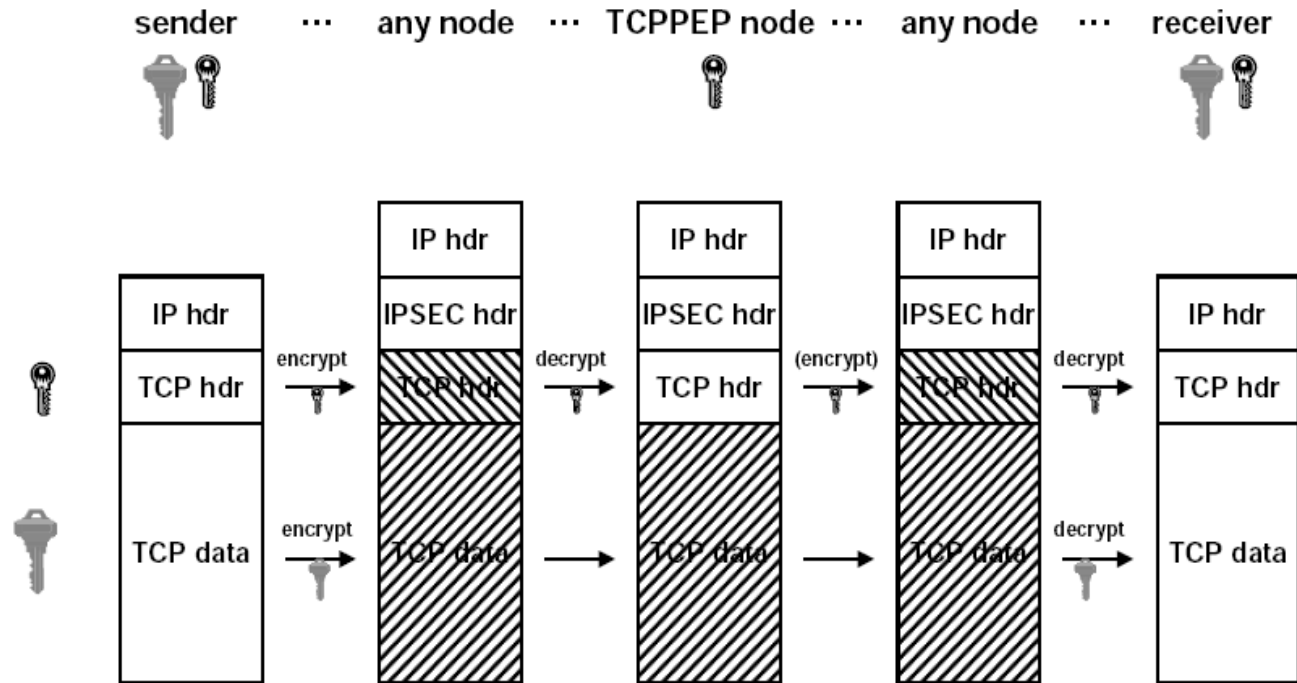 sender ... any node ... TCPPEP node ... any node ... receiver
IP hdr IP hdr IP hdr
IP hdr IPSEC hdr IPSEC hdr IPSEC hdr IP hdr
encrypt decrypt (encrypt) decrypt
TCP hdr TCP hdr TCP hdr TCP hdr TCP hdr
encrypt decrypt
TCP data TCP data TCP data TCP data TCP data